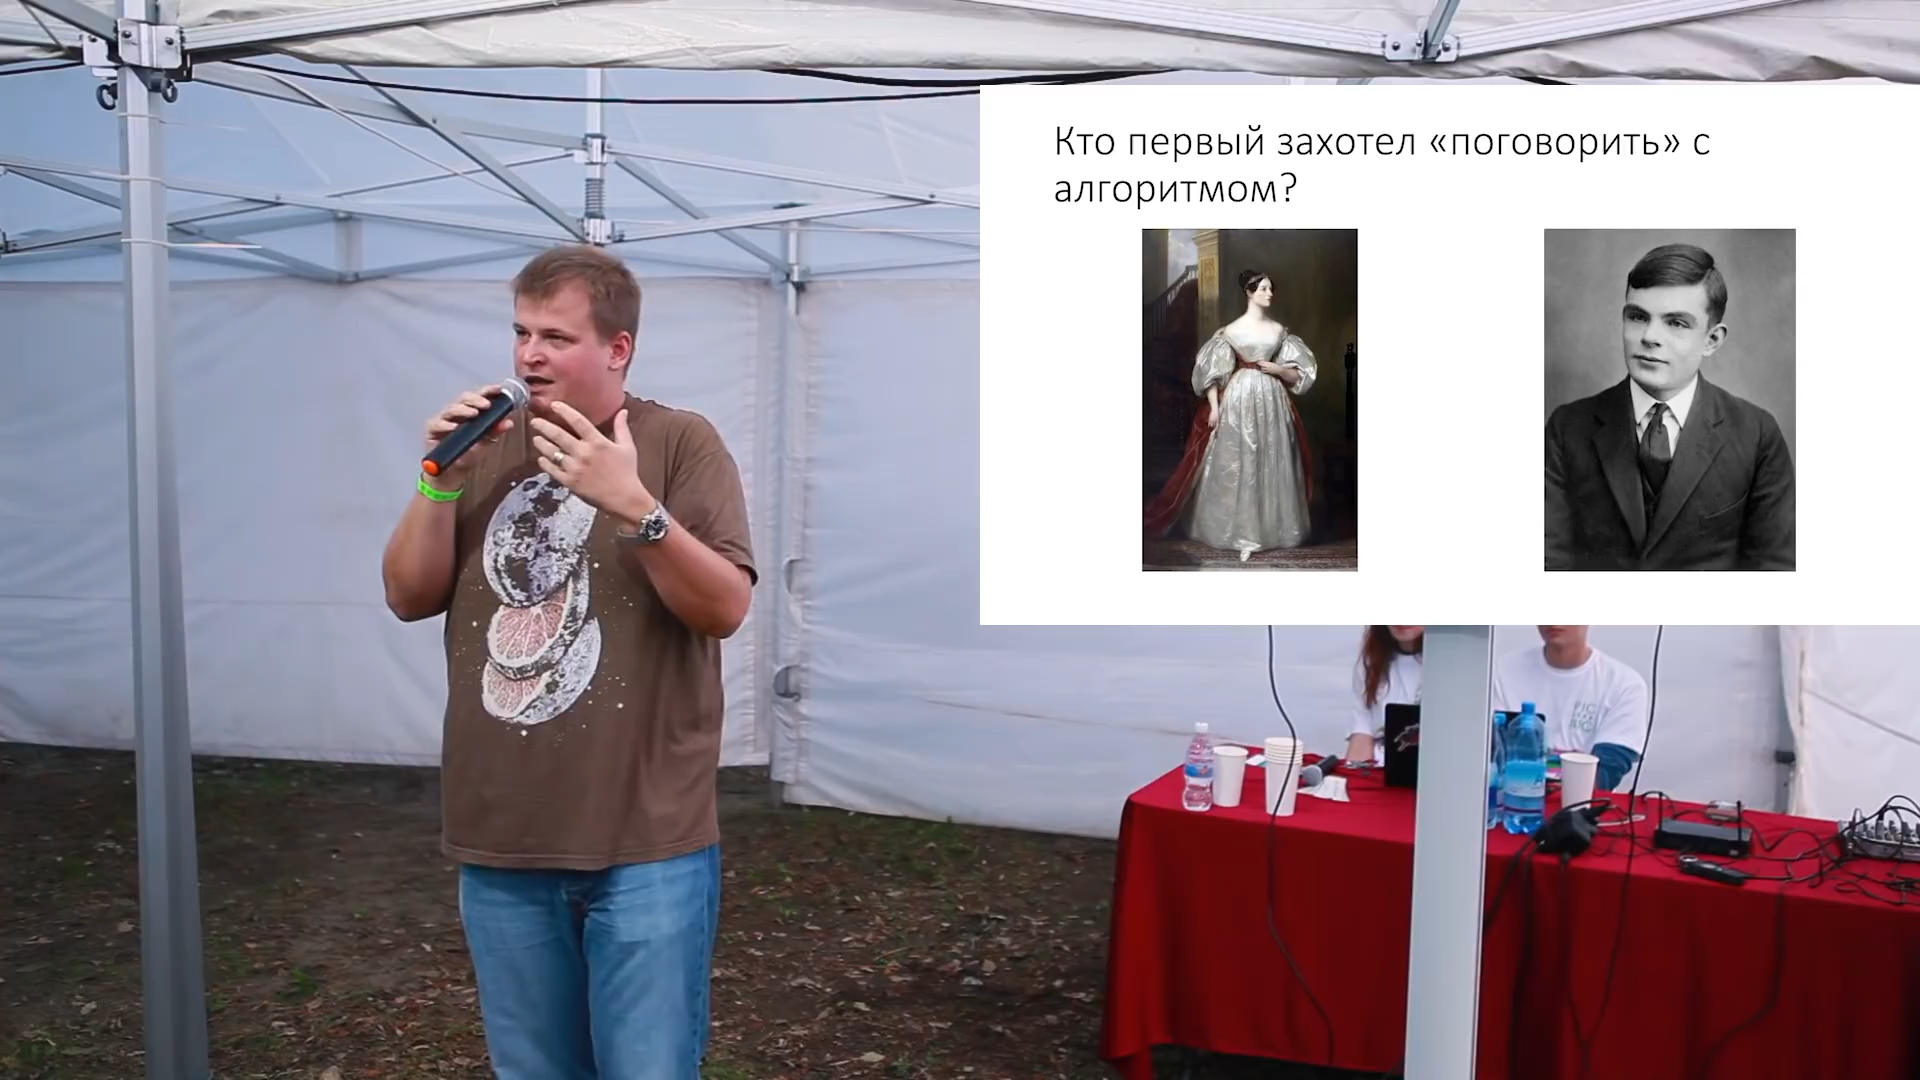 Кто первый захотел «поговорить» с
алгоритмом?